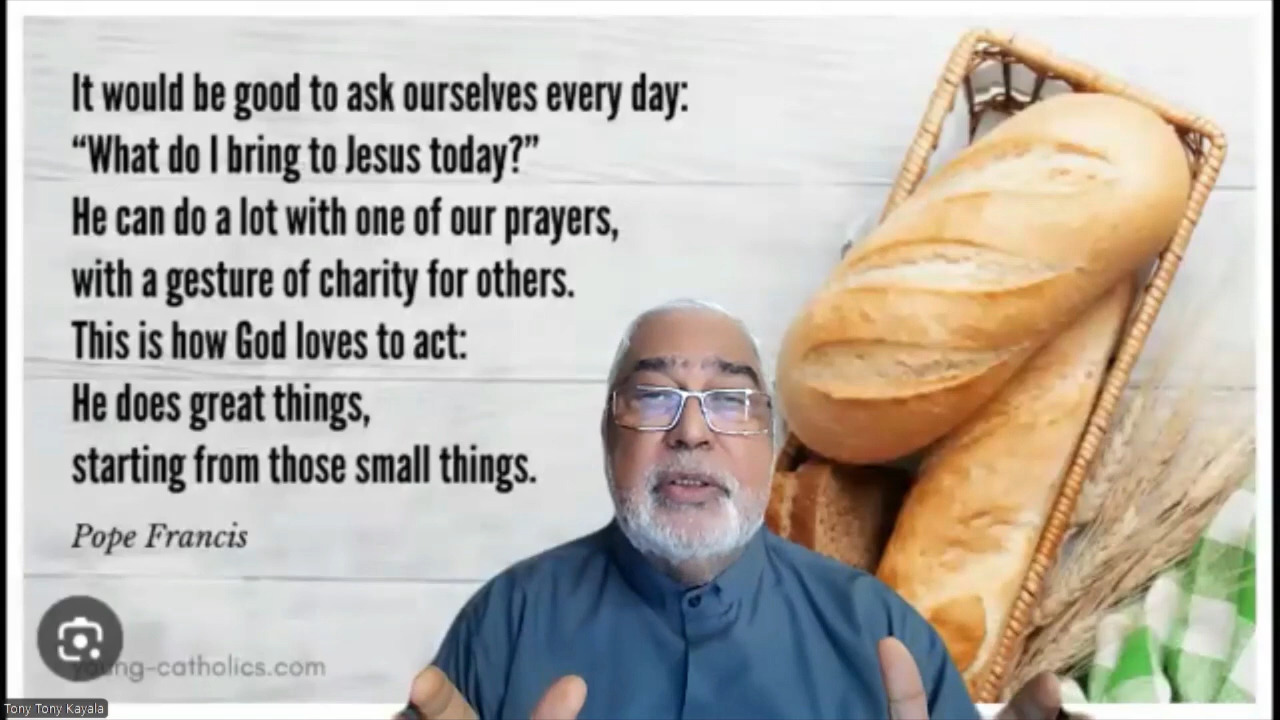 It would be good to ask ourselves every day:
“What do I bring to Jesus today?”
He can do a lot with one of our prayers,
with a gesture of charity for others.
This is how God loves to act:
He does great things,
starting from those small things.
Pope Francis
young-catholics.com
Tony Tony Kayala